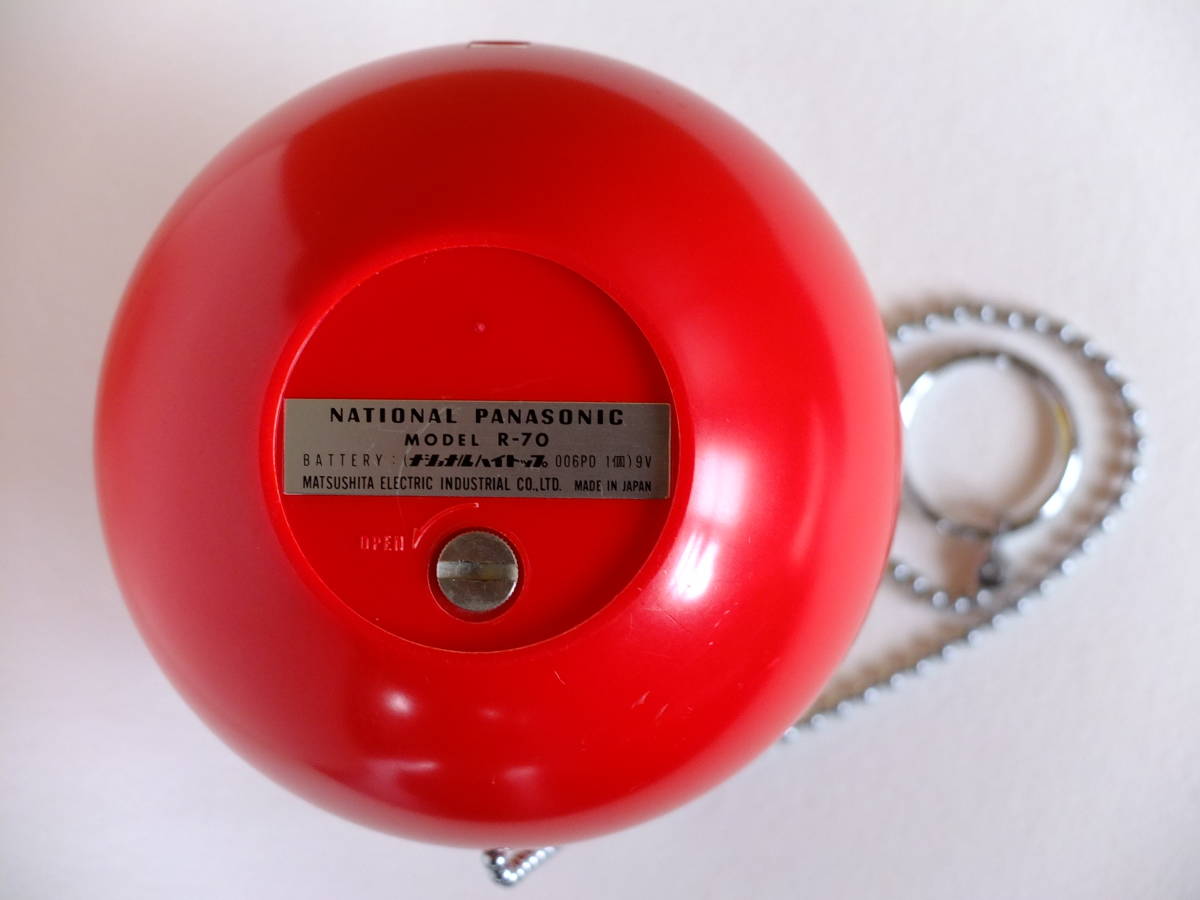 NATIONAL PANASONIC
MODEL R-70
BATTERY : (ナショナルハイトップ 006PD 1個) 9V
MATSUSHITA ELECTRIC INDUSTRIAL CO.,LTD. MADE IN JAPAN
OPEN